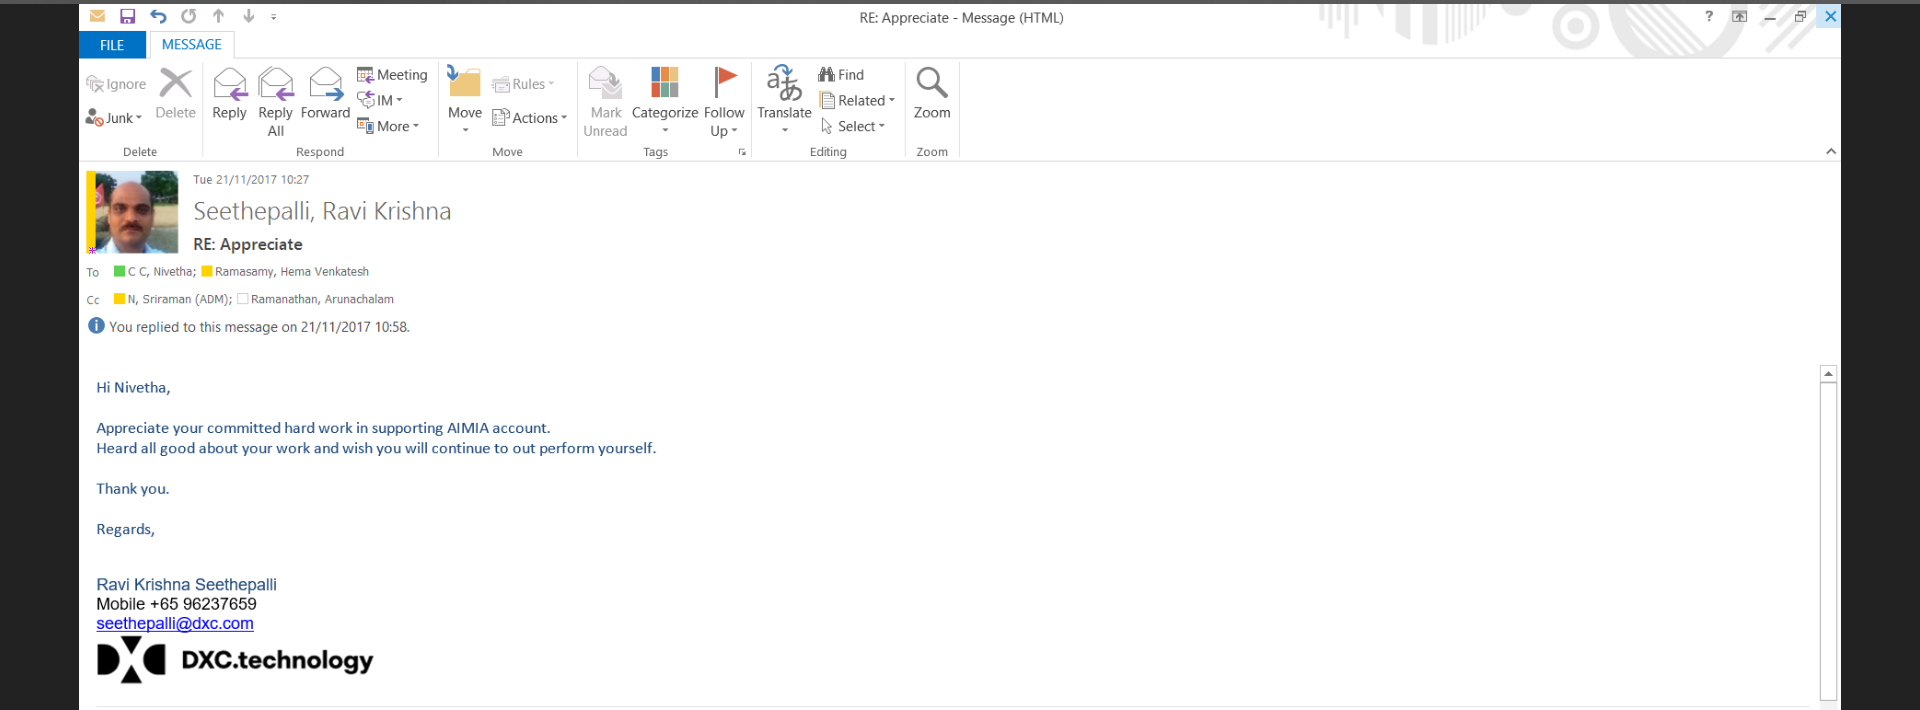 RE: Appreciate - Message (HTML)
?
FILE
MESSAGE
Ignore
Junk
Delete
Delete
Reply
Reply All
Forward
Meeting
IM
More
Respond
Move
Rules
Actions
Move
Mark Unread
Categorize
Follow Up
Tags
Translate
Find
Related
Select
Editing
Zoom
Zoom
Tue 21/11/2017 10:27
Seethepalli, Ravi Krishna
RE: Appreciate
To C C, Nivetha; Ramasamy, Hema Venkatesh
Cc N, Sriraman (ADM); Ramanathan, Arunachalam
You replied to this message on 21/11/2017 10:58.
Hi Nivetha,
Appreciate your committed hard work in supporting AIMIA account.
Heard all good about your work and wish you will continue to out perform yourself.
Thank you.
Regards,
Ravi Krishna Seethepalli
Mobile +65 96237659
seethepalli@dxc.com
DXC.technology